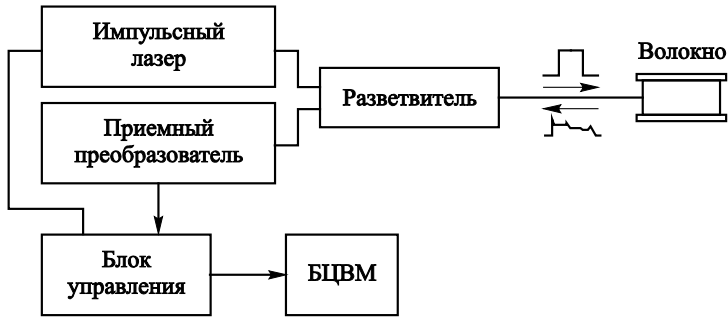 Импульсный
лазер
Волокно
Разветвитель
Приемный
преобразователь
Блок
управления
БЦВМ